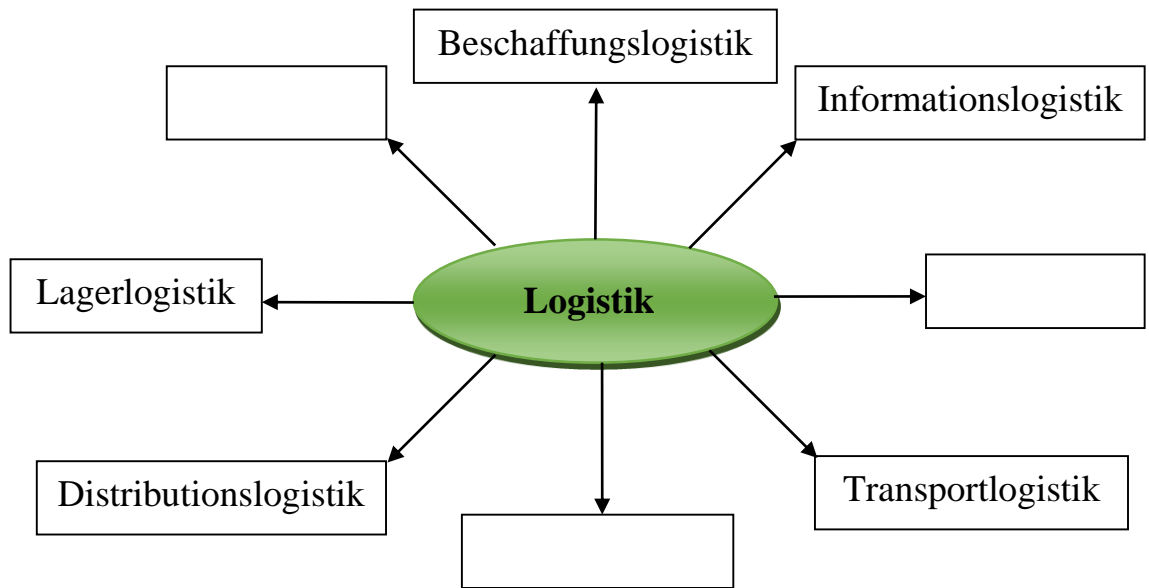 Beschaffungslogistik
Informationslogistik
Lagerlogistik
Logistik
Distributionslogistik
Transportlogistik